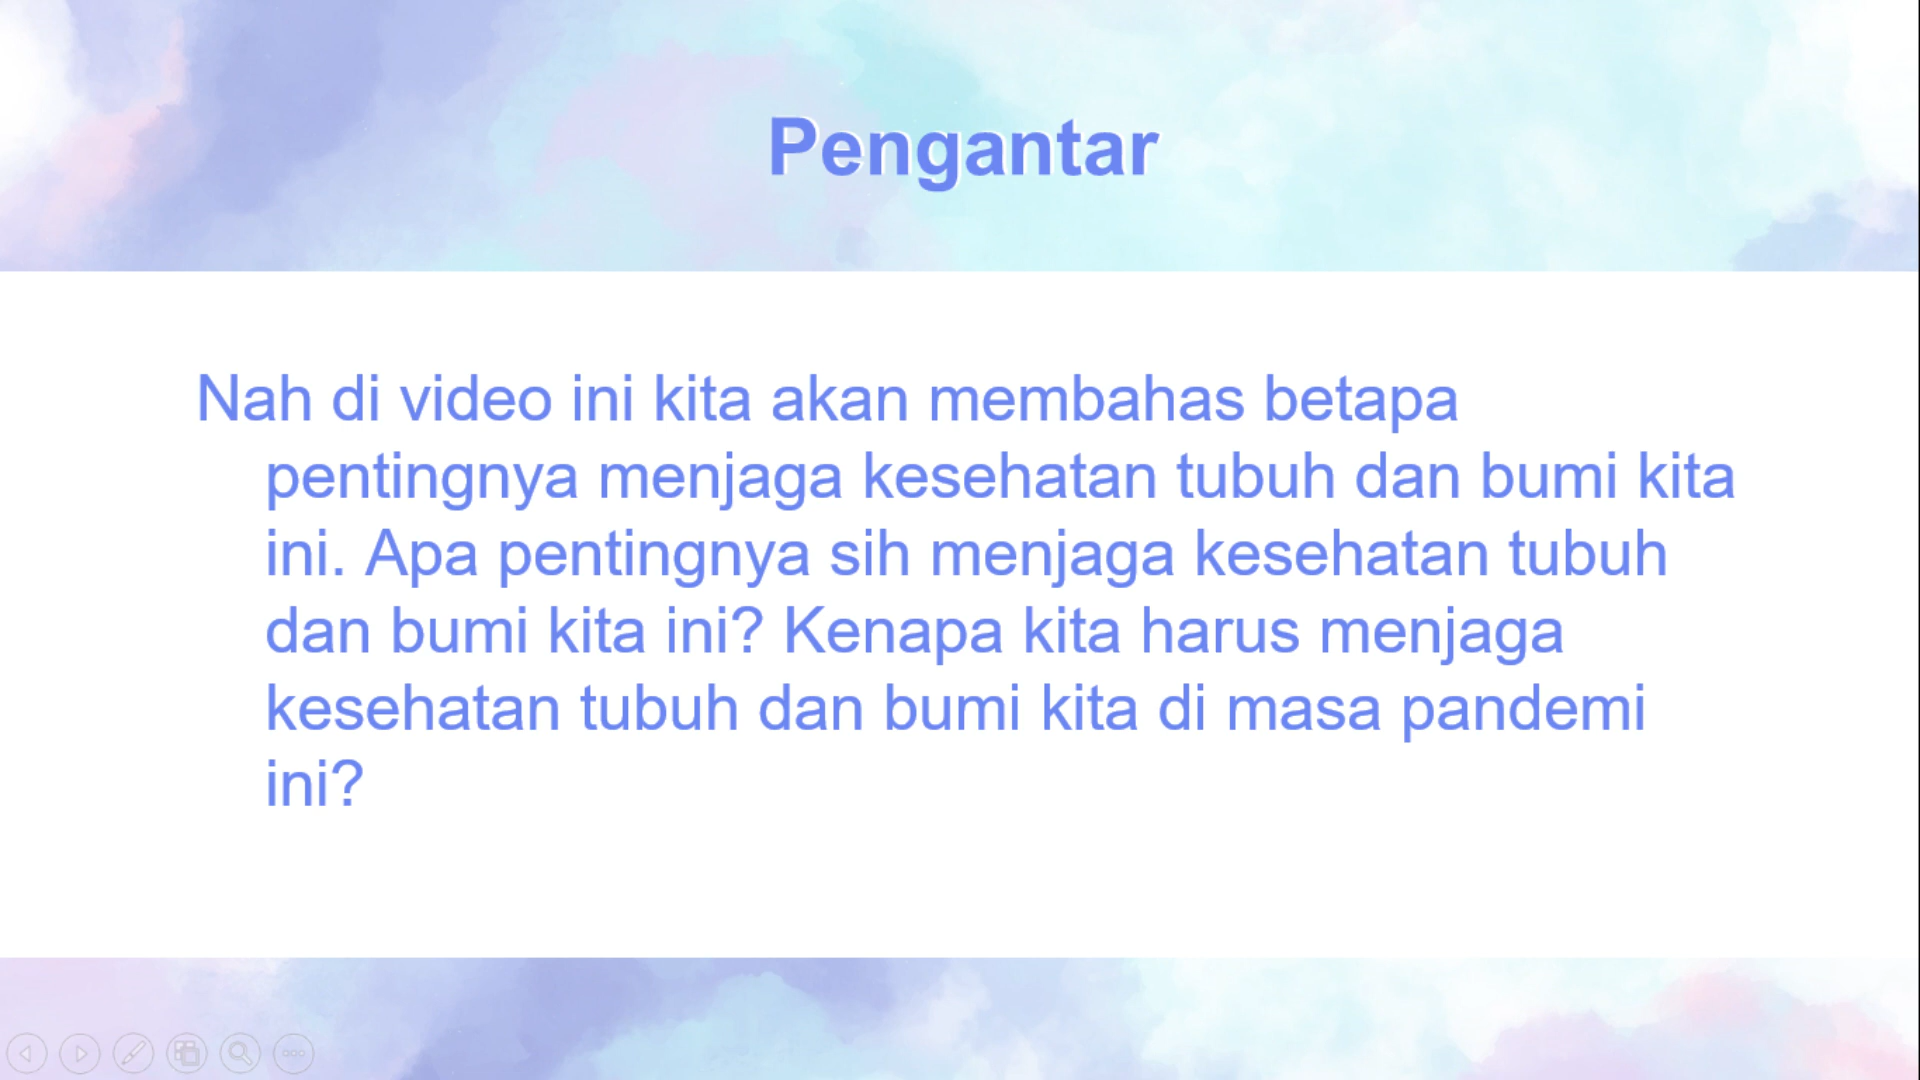 Pengantar
Nah di video ini kita akan membahas betapa
pentingnya menjaga kesehatan tubuh dan bumi kita
ini. Apa pentingnya sih menjaga kesehatan tubuh
dan bumi kita ini? Kenapa kita harus menjaga
kesehatan tubuh dan bumi kita di masa pandemi
ini?